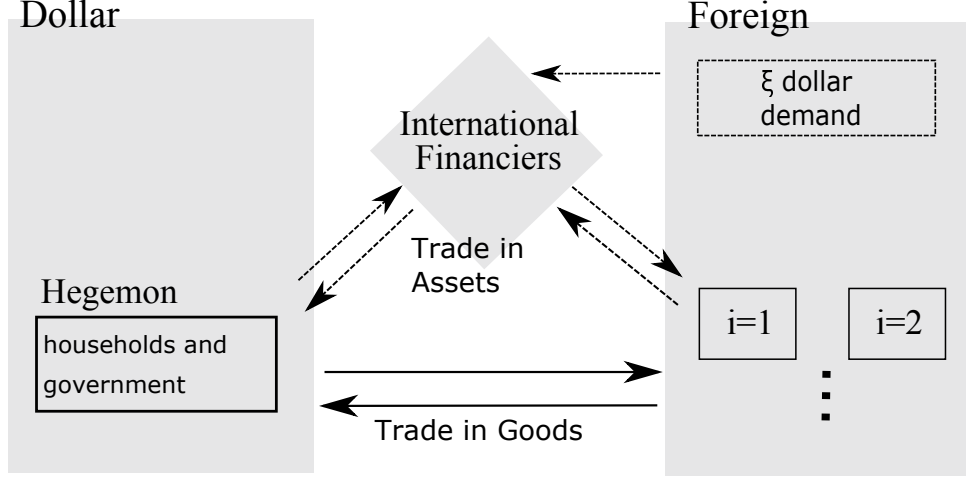 Dollar
Foreign
ξ dollar
demand
International
Financiers
Trade in
Assets
Hegemon
households and
government
i=1
i=2
Trade in Goods